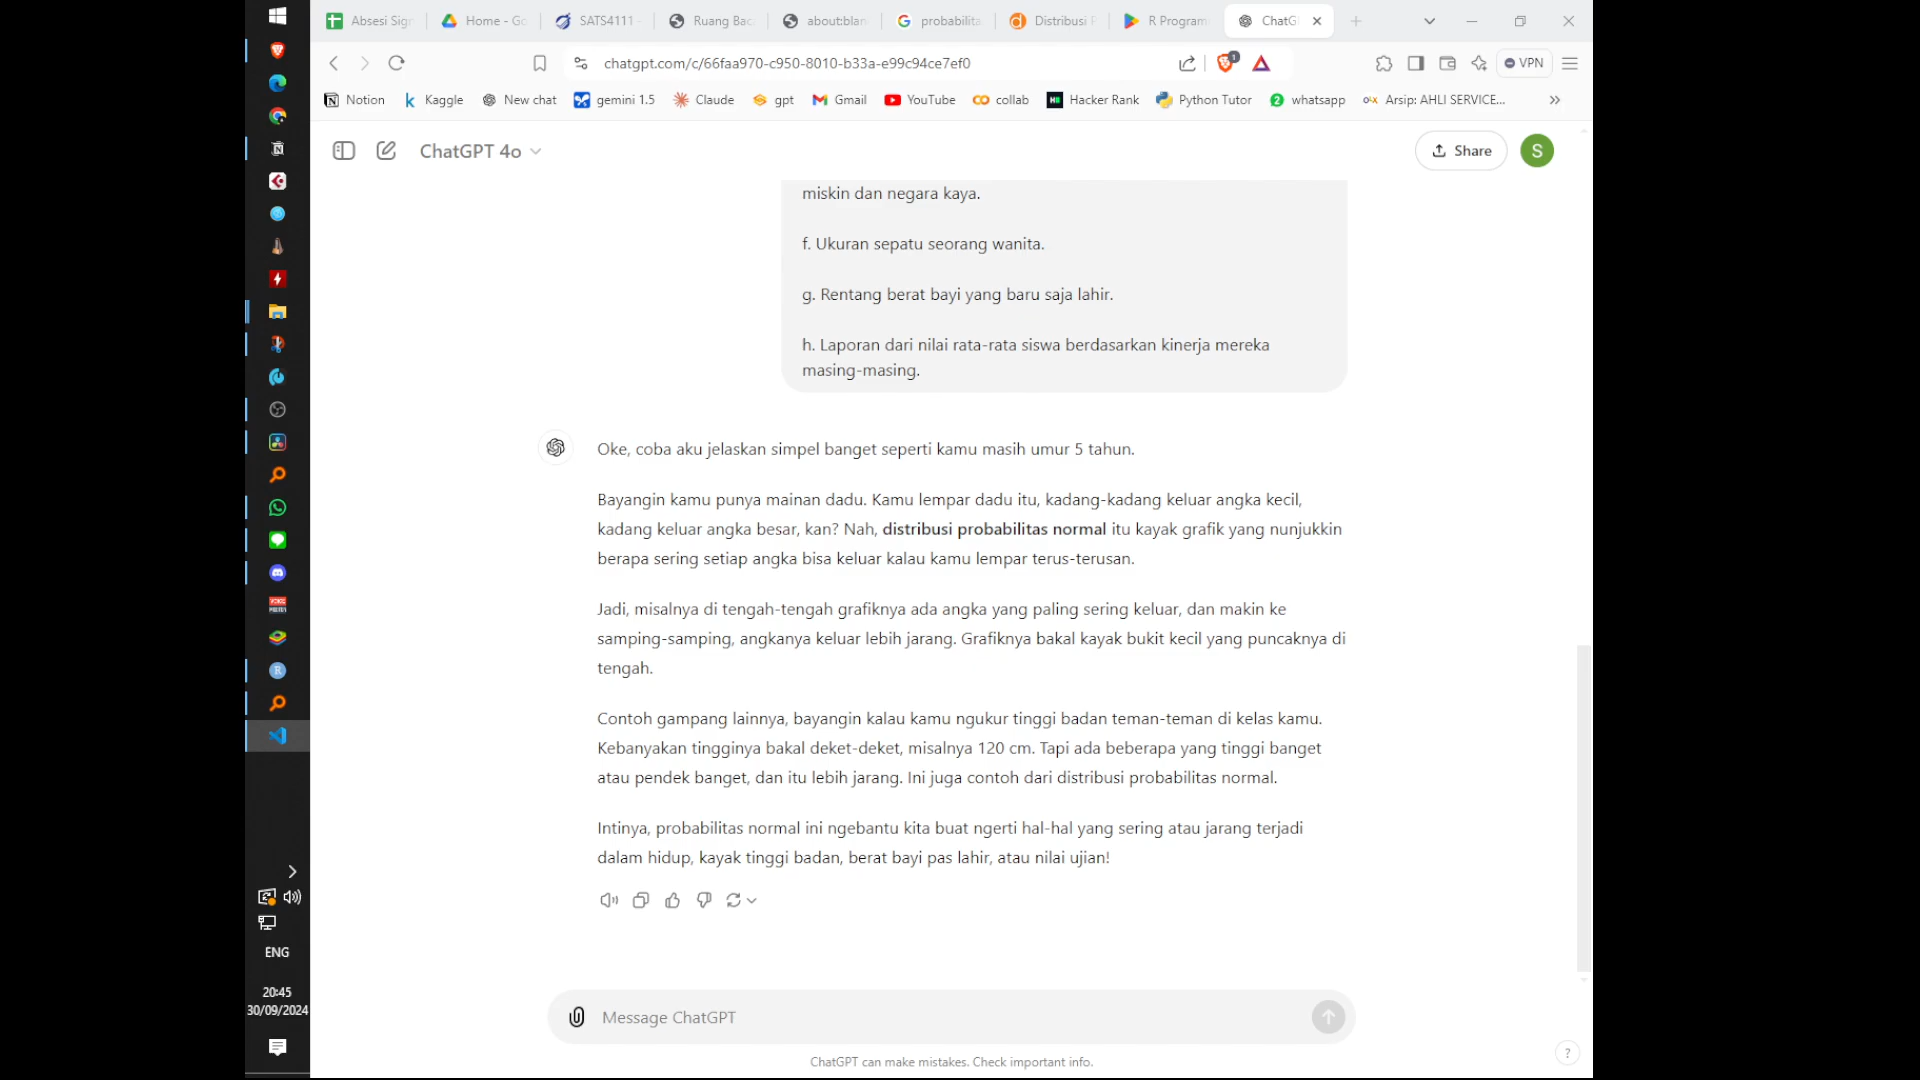 Absesi Sign
Home - Go
SATS4111 -
Ruang Bac
about:blan
probabilita
Distribusi P
R Program
ChatG
chatgpt.com/c/66faa970-c950-8010-b33a-e99c94ce7ef0
1
VPN
Notion
Kaggle
New chat
gemini 1.5
Claude
gpt
Gmail
YouTube
collab
Hacker Rank
Python Tutor
whatsapp
Arsip: AHLI SERVICE...
ChatGPT 4o
Share
S
miskin dan negara kaya.
f. Ukuran sepatu seorang wanita.
g. Rentang berat bayi yang baru saja lahir.
h. Laporan dari nilai rata-rata siswa berdasarkan kinerja mereka
masing-masing.
Oke, coba aku jelaskan simpel banget seperti kamu masih umur 5 tahun.
Bayangin kamu punya mainan dadu. Kamu lempar dadu itu, kadang-kadang keluar angka kecil,
kadang keluar angka besar, kan? Nah, distribusi probabilitas normal itu kayak grafik yang nunjukkin
berapa sering setiap angka bisa keluar kalau kamu lempar terus-terusan.
Jadi, misalnya di tengah-tengah grafiknya ada angka yang paling sering keluar, dan makin ke
samping-samping, angkanya keluar lebih jarang. Grafiknya bakal kayak bukit kecil yang puncaknya di
tengah.
Contoh gampang lainnya, bayangin kalau kamu ngukur tinggi badan teman-teman di kelas kamu.
Kebanyakan tingginya bakal deket-deket, misalnya 120 cm. Tapi ada beberapa yang tinggi banget
atau pendek banget, dan itu lebih jarang. Ini juga contoh dari distribusi probabilitas normal.
Intinya, probabilitas normal ini ngebantu kita buat ngerti hal-hal yang sering atau jarang terjadi
dalam hidup, kayak tinggi badan, berat bayi pas lahir, atau nilai ujian!
Message ChatGPT
ChatGPT can make mistakes. Check important info.
?
ENG
20:45
30/09/2024